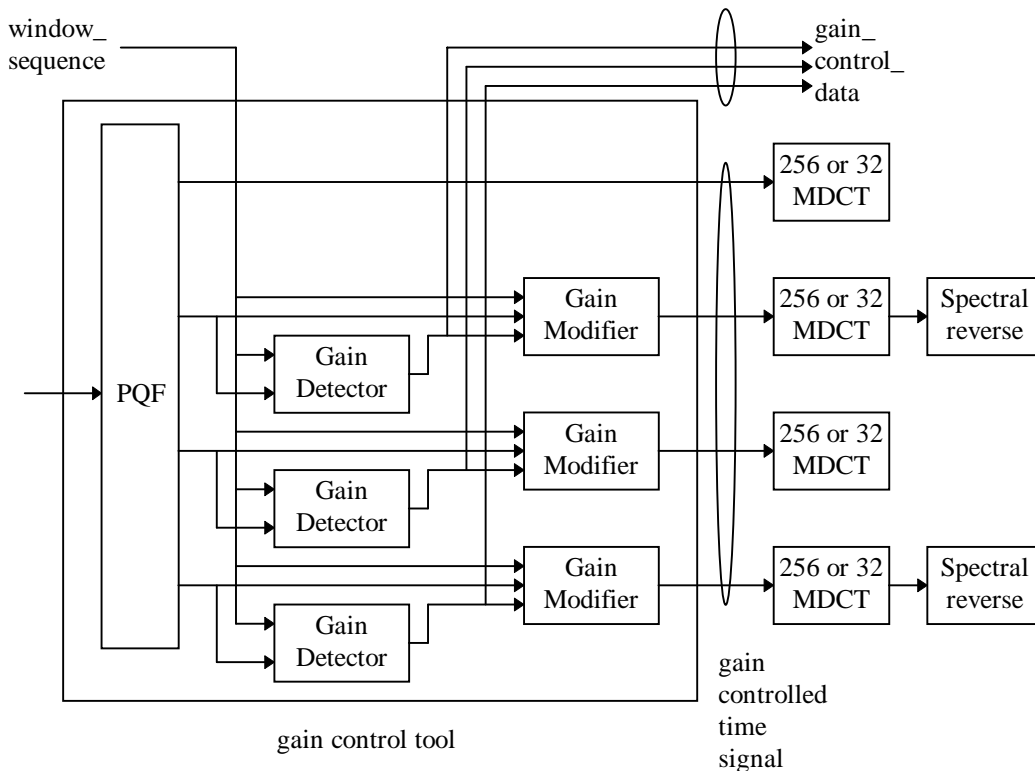 window_
sequence
gain_
control_
data
256 or 32
MDCT
Gain
Modifier
256 or 32
MDCT
Spectral
reverse
Gain
Detector
PQF
Gain
Modifier
256 or 32
MDCT
Gain
Detector
Gain
Modifier
256 or 32
MDCT
Spectral
reverse
Gain
Detector
gain
controlled
time
signal
gain control tool